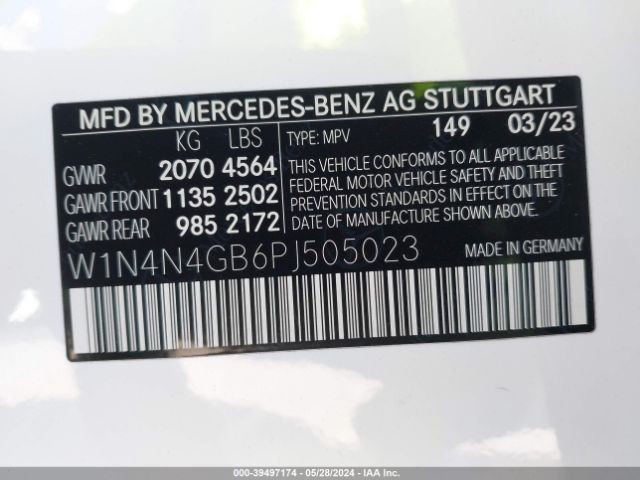 MFD BY MERCEDES-BENZ AG STUTTGART
KG LBS
TYPE: MPV 149 03/23
GVWR 2070 4564
GAWR FRONT 1135 2502
GAWR REAR 985 2172
THIS VEHICLE CONFORMS TO ALL APPLICABLE
FEDERAL MOTOR VEHICLE SAFETY AND THEFT
PREVENTION STANDARDS IN EFFECT ON THE
DATE OF MANUFACTURE SHOWN ABOVE.
W1N4N4GB6PJ505023
MADE IN GERMANY
000-39497174 - 05/28/2024 - IAA Inc.